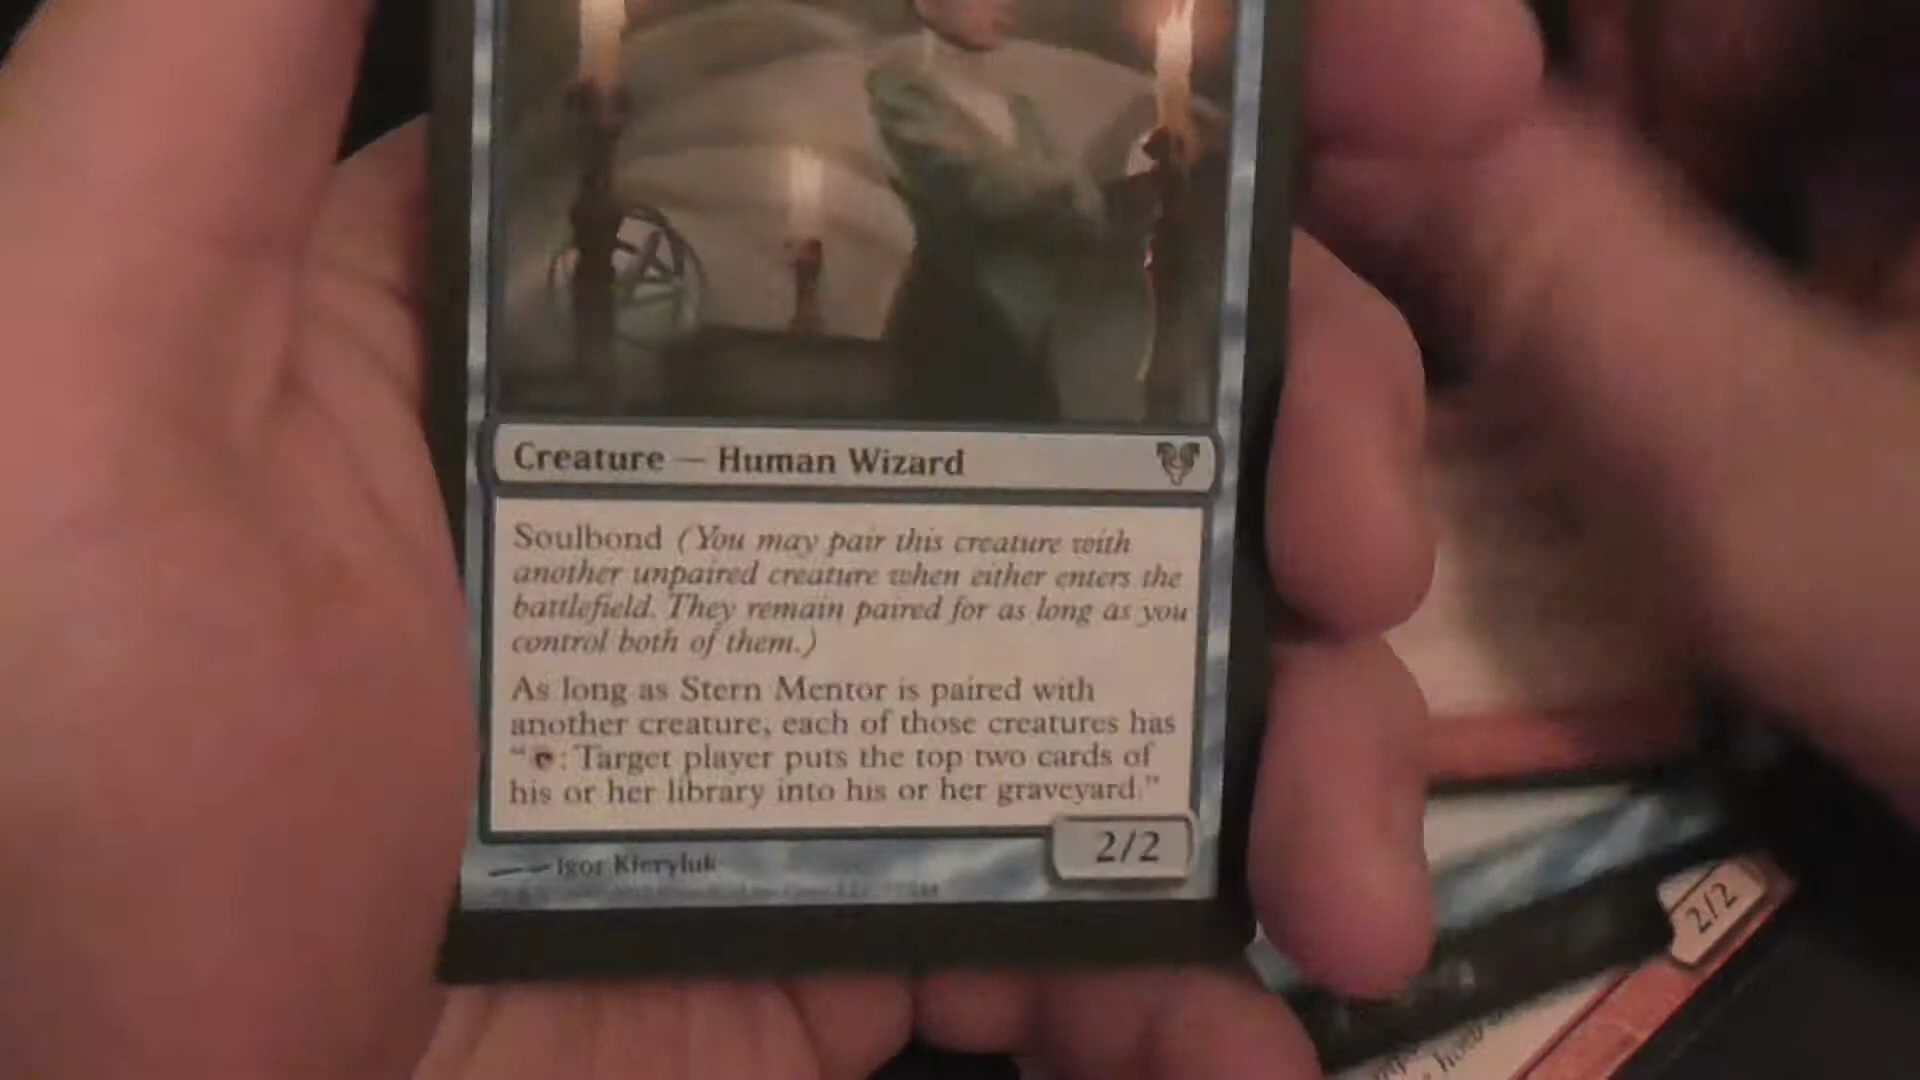 Creature — Human Wizard
Soulbond (You may pair this creature with
another unpaired creature when either enters the
battlefield. They remain paired for as long as you
control both of them.)
As long as Stern Mentor is paired with
another creature, each of those creatures has
“ : Target player puts the top two cards of
his or her library into his or her graveyard.”
2/2
Igor Kieryluk
2/2